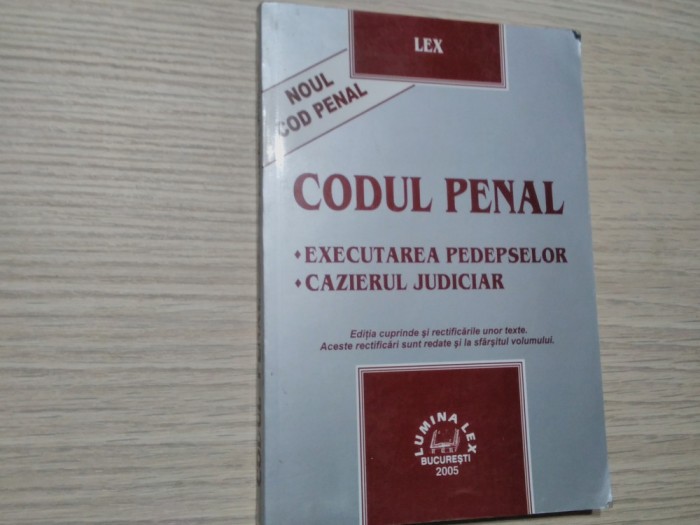 LEX
NOUL
COD PENAL
CODUL PENAL
♦ EXECUTAREA PEDEPSELOR
♦ CAZIERUL JUDICIAR
Ediția cuprinde și rectificările unor texte.
Aceste rectificări sunt redate și la sfârșitul volumului.
LUMINA LEX
BUCUREȘTI
2005